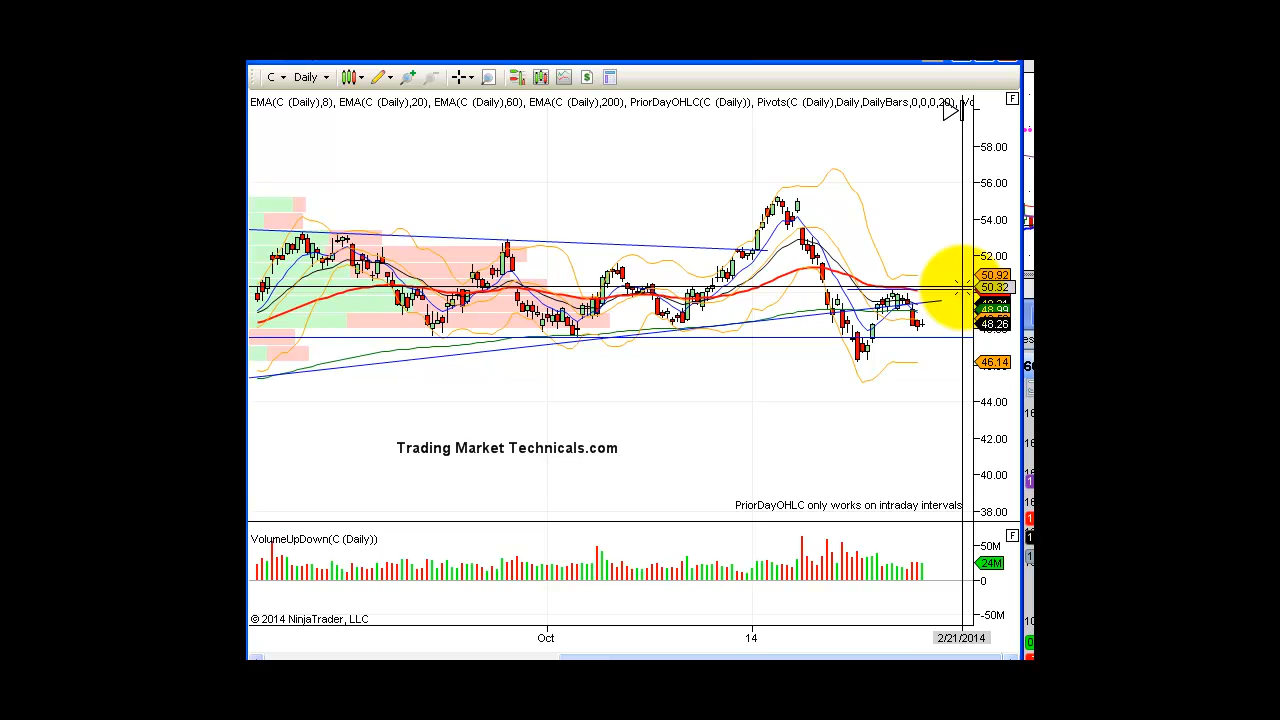 C Daily
EMA(C (Daily),8), EMA(C (Daily),20), EMA(C (Daily),60), EMA(C (Daily),200), PriorDayOHLC(C (Daily)), Pivots(C (Daily),Daily,DailyBars,0,0,0,20),
F
58.00
56.00
54.00
52.00
50.92
50.32
48.99
48.26
46.14
44.00
42.00
Trading Market Technicals.com
40.00
PriorDayOHLC only works on intraday intervals
38.00
F
VolumeUpDown(C (Daily))
50M
24M
0
-50M
© 2014 NinjaTrader, LLC
Oct
14
2/21/2014